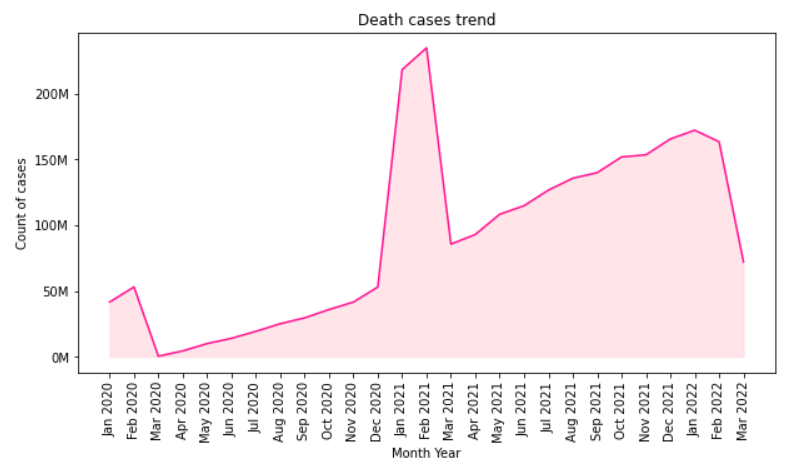 Death cases trend
Count of cases
200M
150M
100M
50M
0M
Jan 2020
Feb 2020
Mar 2020
Apr 2020
May 2020
Jun 2020
Jul 2020
Aug 2020
Sep 2020
Oct 2020
Nov 2020
Dec 2020
Jan 2021
Feb 2021
Mar 2021
Apr 2021
May 2021
Jun 2021
Jul 2021
Aug 2021
Sep 2021
Oct 2021
Nov 2021
Dec 2021
Jan 2022
Feb 2022
Mar 2022
Month Year